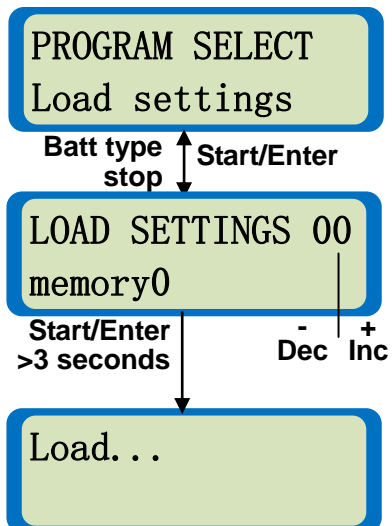 PROGRAM SELECT
Load settings
Batt type
stop
Start/Enter
LOAD SETTINGS 00
memory0
Start/Enter
>3 seconds
- +
Dec Inc
Load...